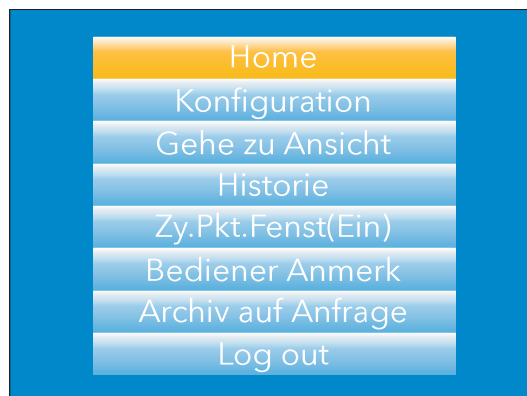 Home
Konfiguration
Gehe zu Ansicht
Historie
Zy.Pkt.Fenst(Ein)
Bediener Anmerk
Archiv auf Anfrage
Log out